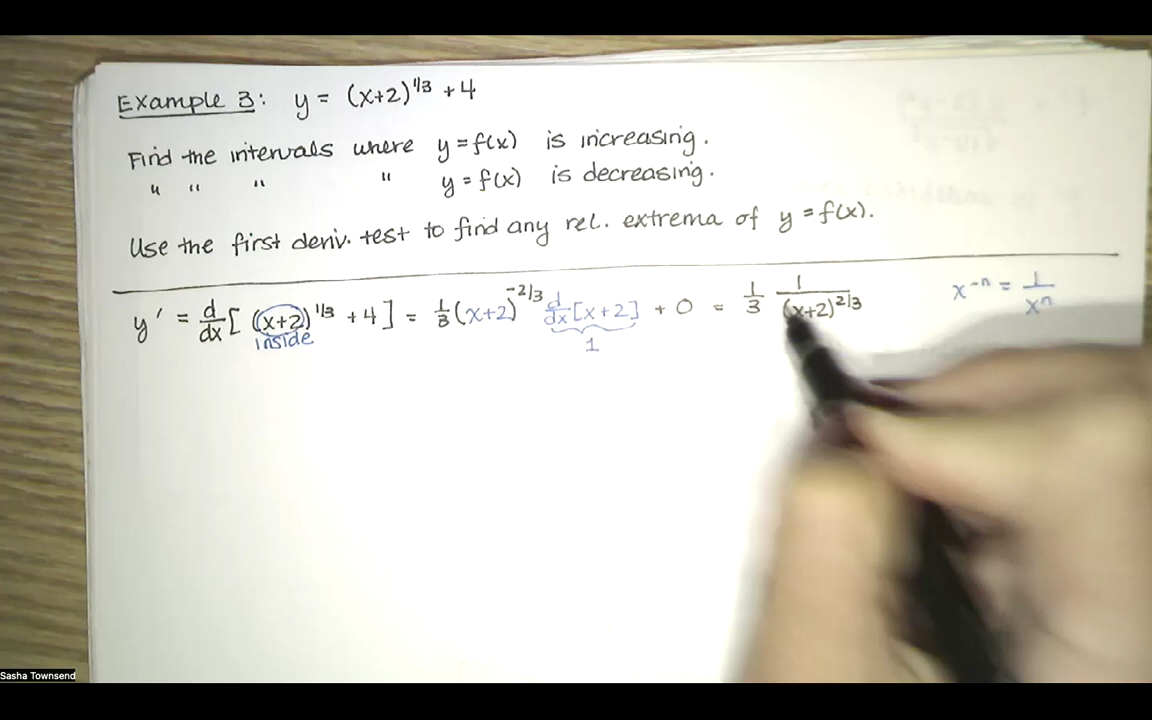 Example 3: y = (x+2)^1/3 + 4
Find the intervals where y = f(x) is increasing.
" " " " y = f(x) is decreasing.
Use the first deriv. test to find any rel. extrema of y = f(x).
y' = d/dx [ (x+2)^1/3 + 4 ] = 1/3 (x+2)^-2/3 d/dx [x+2] + 0 = 1/3 1/(x+2)^2/3 x^-n = 1/x^n
inside 1
Sasha Townsend